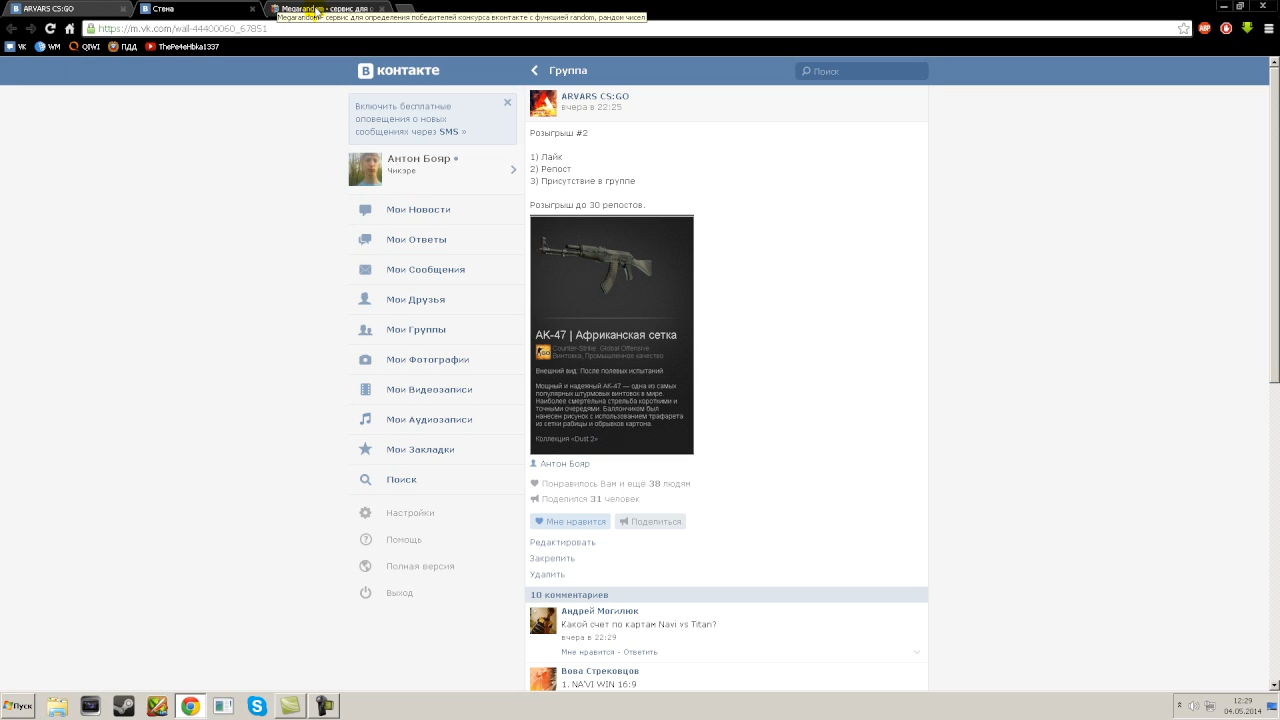 ARVARS CS:GO
Стена
Megarandom - сервис для о
Megarandom - сервис для определения победителей конкурса вконтакте с функцией random, рандом чисел
https://m.vk.com/wall-44400060_67851
VK
WM
QIWI
ПДД
ThePeHbka1337
В контакте
Группа
Поиск
Включить бесплатные
оповещения о новых
сообщениях через SMS »
Антон Бояр
Чикэре
Мои Новости
Мои Ответы
Мои Сообщения
Мои Друзья
Мои Группы
Мои Фотографии
Мои Видеозаписи
Мои Аудиозаписи
Мои Закладки
Поиск
Настройки
Помощь
Полная версия
Выход
ARVARS CS:GO
вчера в 22:25
Розыгрыш #2
1) Лайк
2) Репост
3) Присутствие в группе
Розыгрыш до 30 репостов.
AK-47 | Африканская сетка
Counter-Strike: Global Offensive
Винтовка, Промышленное качество
Внешний вид: После полевых испытаний
Мощный и надежный AK-47 — одна из самых
популярных штурмовых винтовок в мире.
Наиболее смертельна стрельба короткими и
точными очередями. Баллончиком был
нанесен рисунок с использованием трафарета
из сетки рабицы и обрывков картона.
Коллекция «Dust 2»
Антон Бояр
Понравилось Вам и ещё 38 людям
Поделился 31 человек
Мне нравится
Поделиться
Редактировать
Закрепить
Удалить
10 комментариев
Андрей Могилюк
Какой счет по картам Navi vs Titan?
вчера в 22:29
Мне нравится - Ответить
Вова Стрековцов
1. NA'VI WIN 16:9
Пуск
12:29
04.05.2014